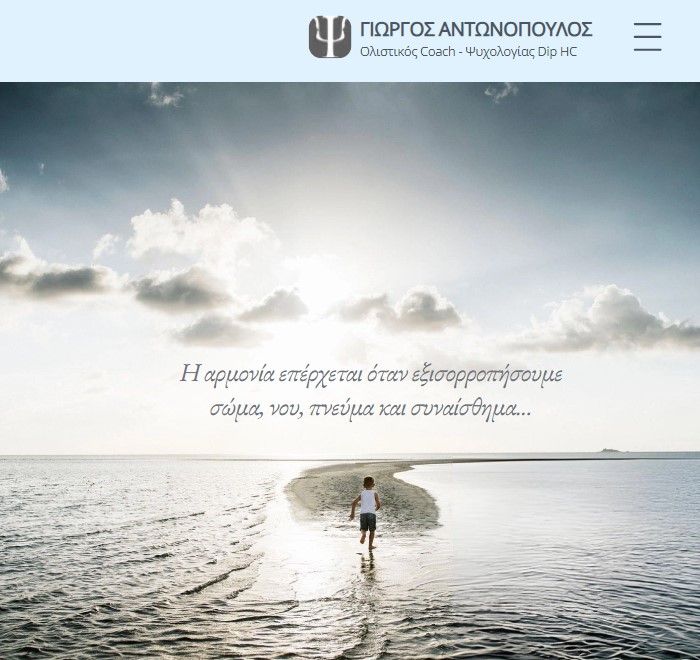 ΓΙΩΡΓΟΣ ΑΝΤΩΝΟΠΟΥΛΟΣ
Ολιστικός Coach - Ψυχολογίας Dip HC
Η αρμονία επέρχεται όταν εξισορροπήσουμε
σώμα, νου, πνεύμα και συναίσθημα...